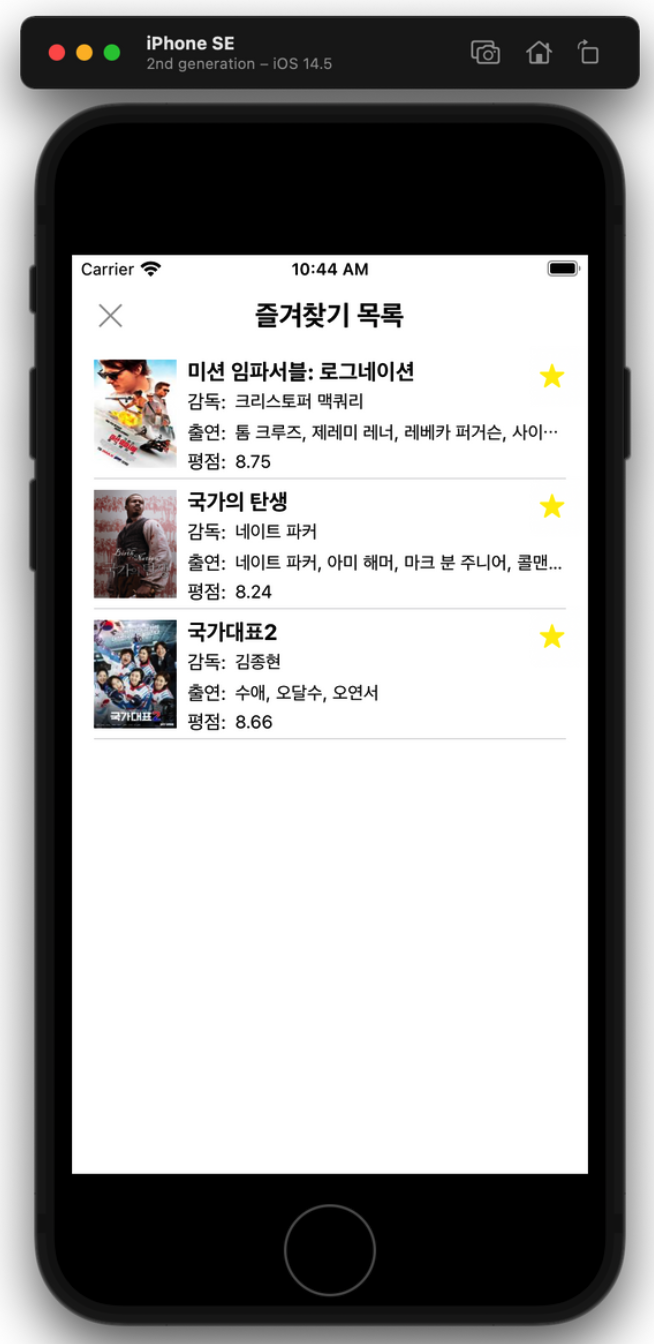 iPhone SE
2nd generation – iOS 14.5
Carrier
10:44 AM
즐겨찾기 목록
미션 임파서블: 로그네이션
감독: 크리스토퍼 맥쿼리
출연: 톰 크루즈, 제레미 레너, 레베카 퍼거슨, 사이…
평점: 8.75
국가의 탄생
감독: 네이트 파커
출연: 네이트 파커, 아미 해머, 마크 분 주니어, 콜맨...
평점: 8.24
국가대표2
감독: 김종현
출연: 수애, 오달수, 오연서
평점: 8.66
국가대표2